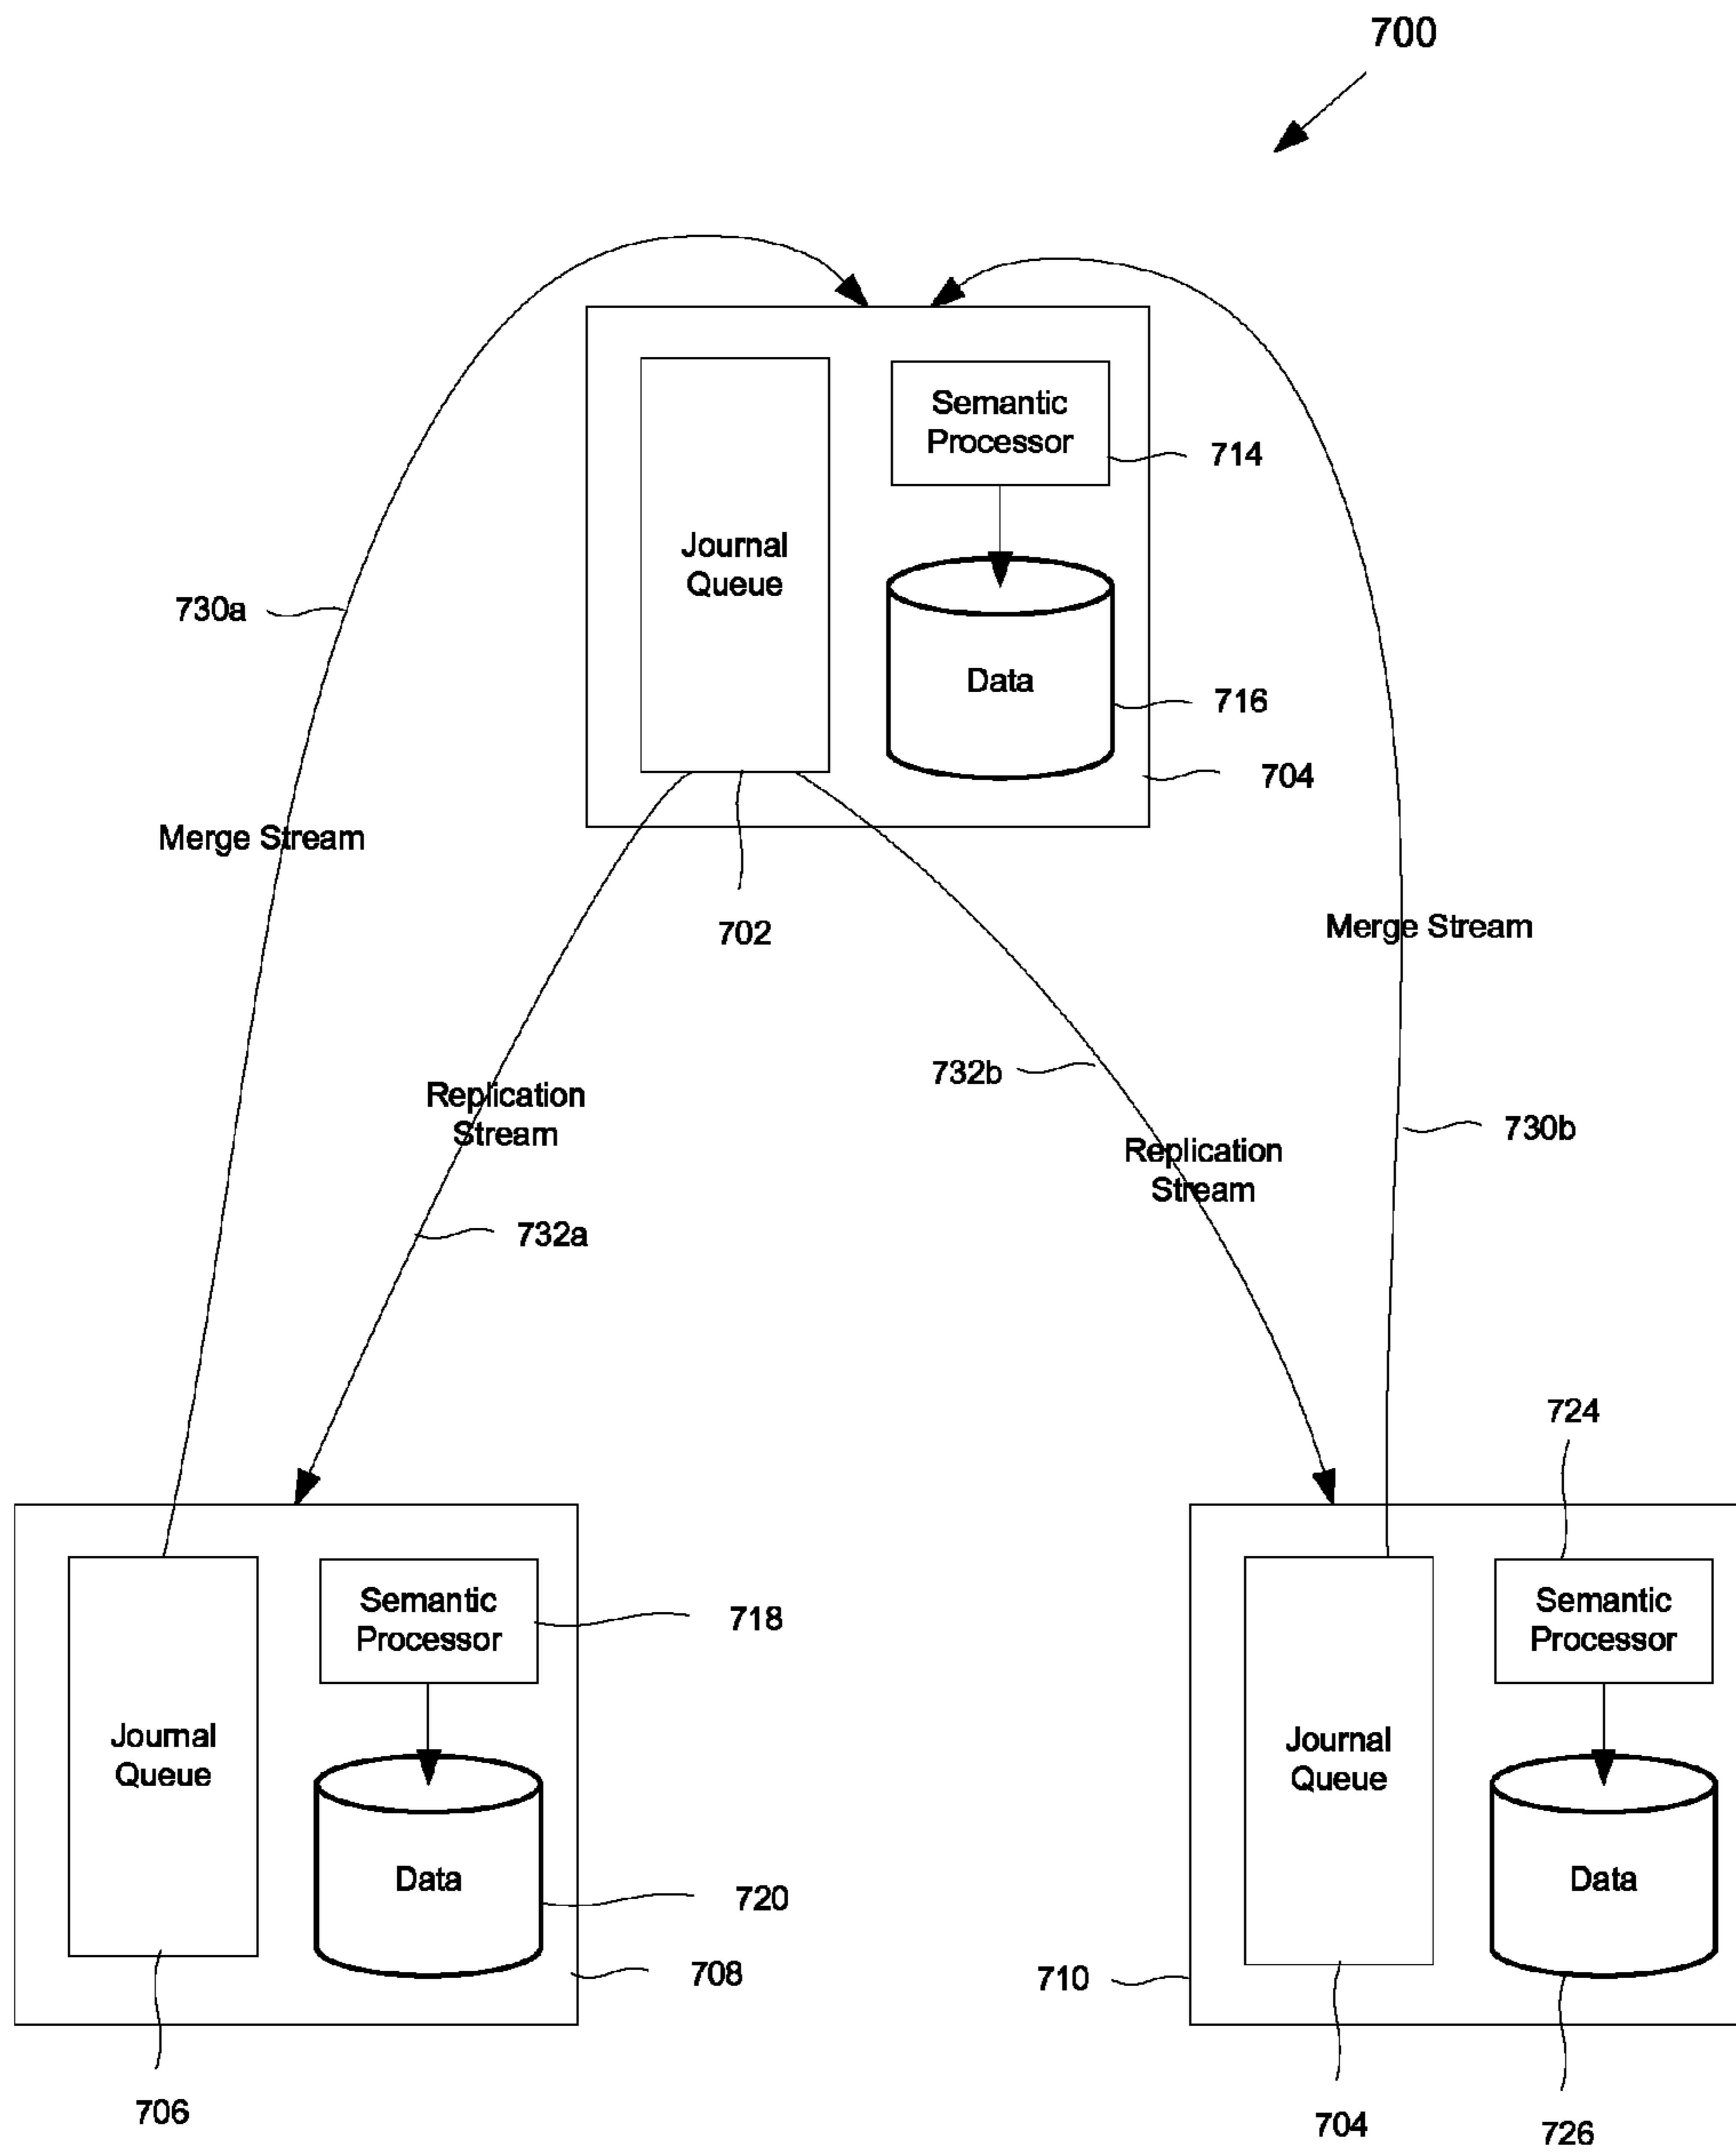 700
Semantic
Processor
714
Journal
Queue
730a
Data
716
704
Merge Stream
702
Merge Stream
732b
Replication
Stream
730b
Replication
Stream
732a
724
Semantic
Processor
718
Semantic
Processor
Journal
Queue
Journal
Queue
Data
720
Data
708
710
706
704
726